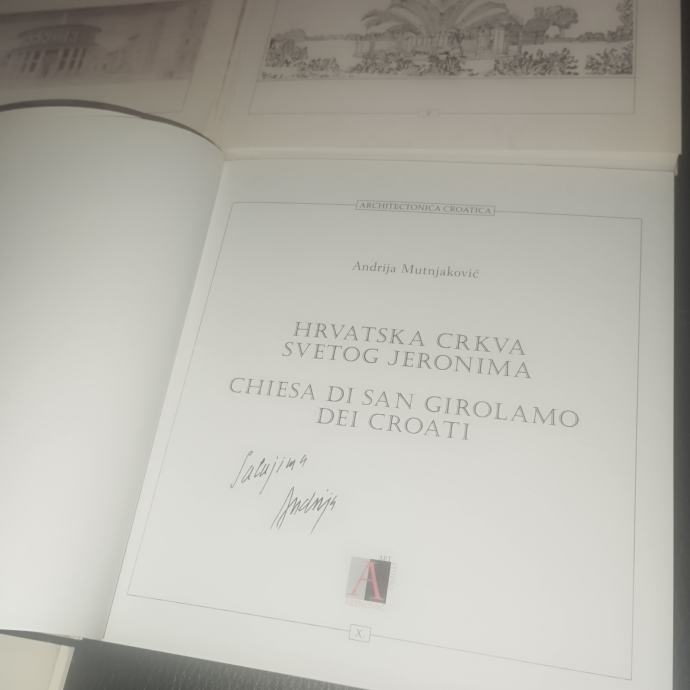 ARCHITECTONICA CROATICA
Andrija Mutnjaković
HRVATSKA CRKVA
SVETOG JERONIMA
CHIESA DI SAN GIROLAMO
DEI CROATI
Andrija
A
X.